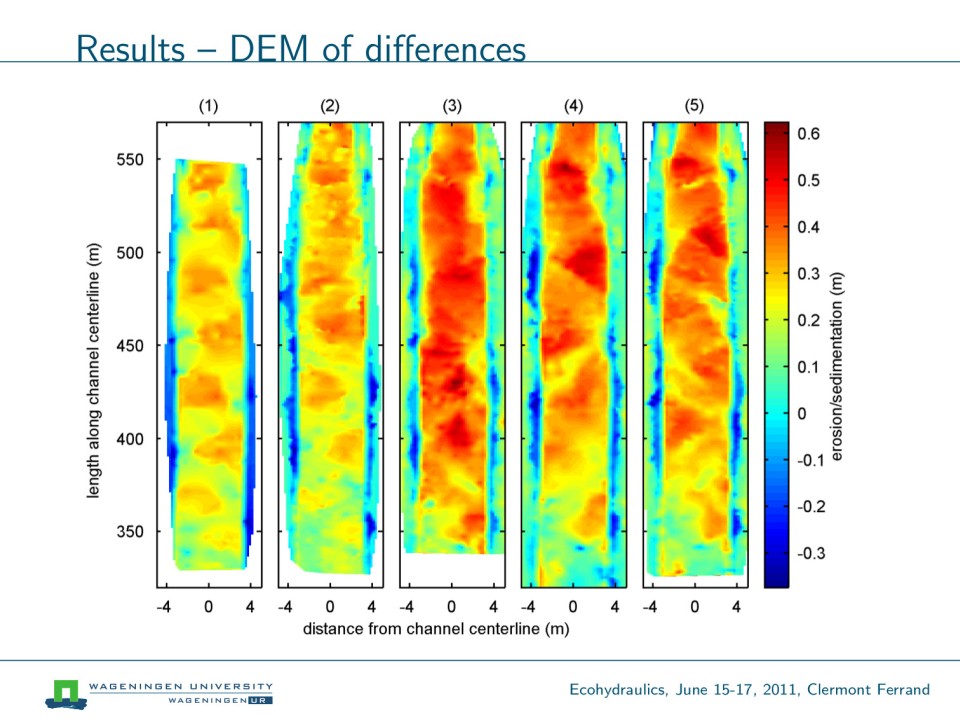 Results – DEM of differences
(1) (2) (3) (4) (5)
550
500
450
400
350
length along channel centerline (m)
-4 0 4 -4 0 4 -4 0 4 -4 0 4 -4 0 4
distance from channel centerline (m)
0.6
0.5
0.4
0.3
0.2
0.1
0
-0.1
-0.2
-0.3
erosion/sedimentation (m)
WAGENINGEN UNIVERSITY
WAGENINGEN UR
Ecohydraulics, June 15-17, 2011, Clermont Ferrand